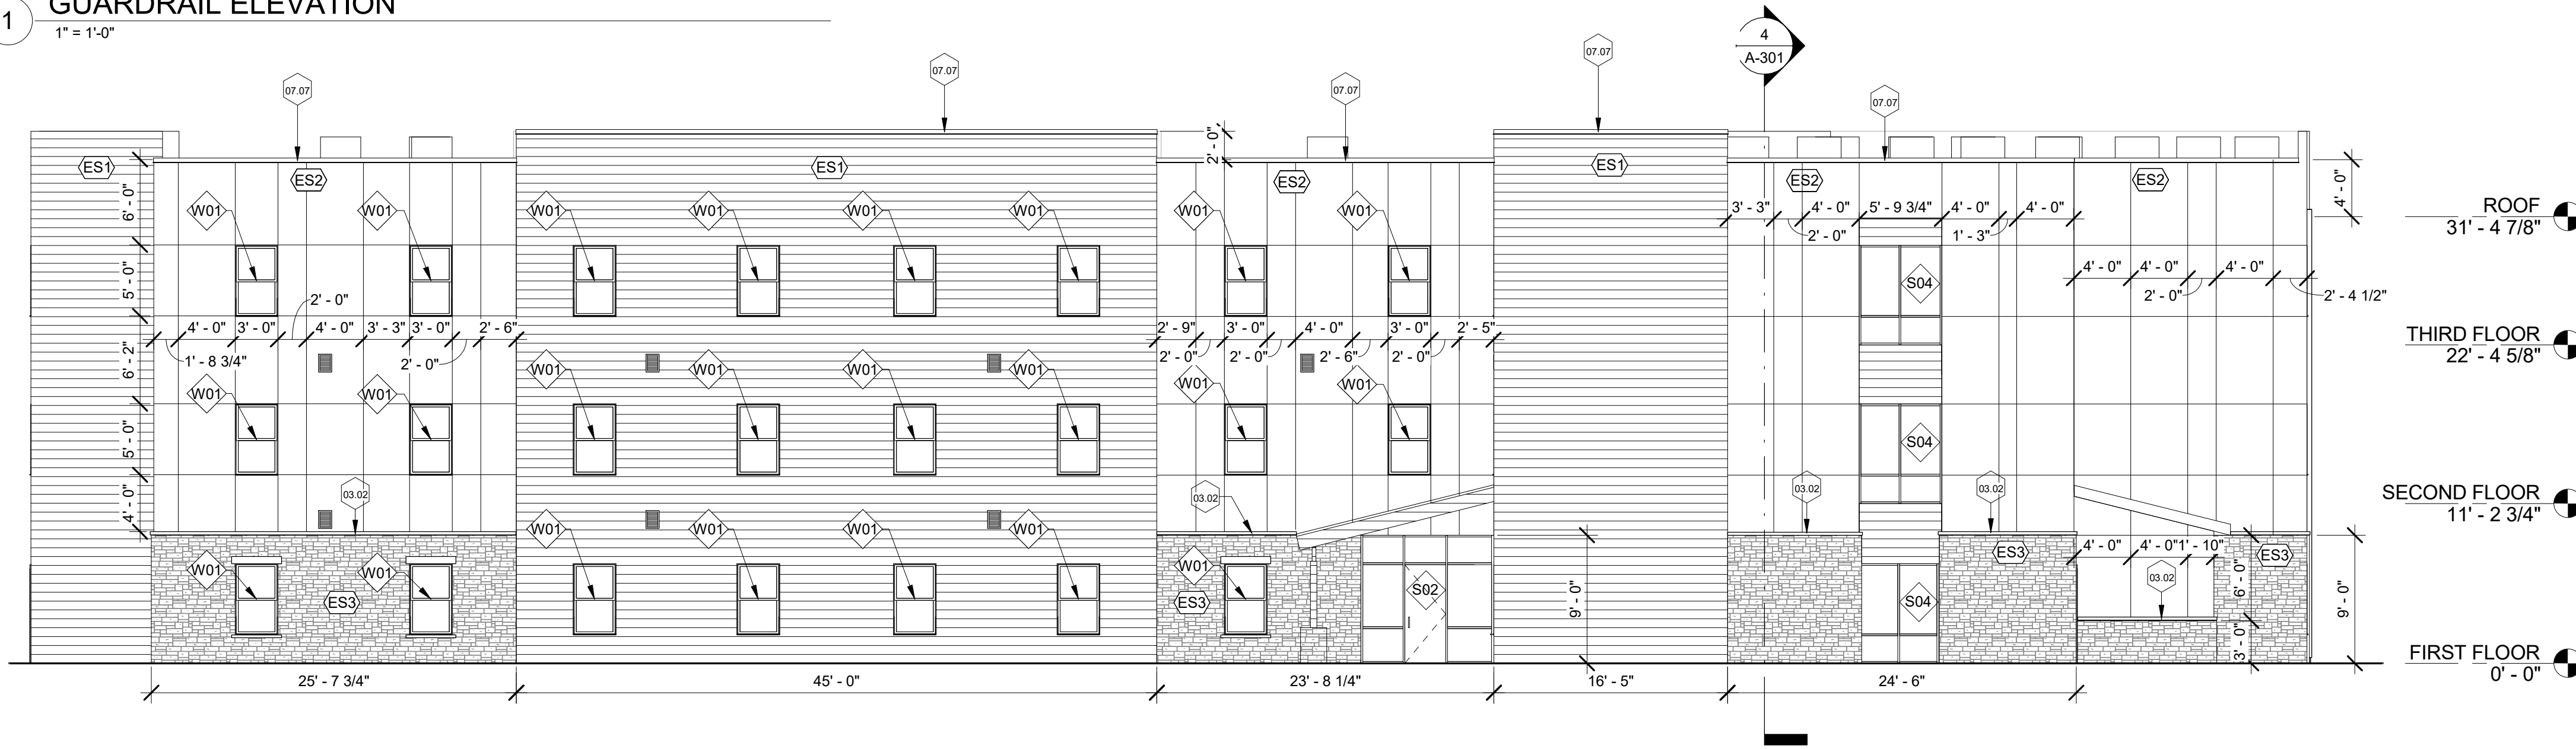 1
GUARDRAIL ELEVATION
1" = 1'-0"
4
A-301
07.07
07.07
07.07
07.07
07.07
ES1
ES2
ES1
ES2
ES1
ES2
ES2
2' - 0"
6' - 0"
5' - 0"
6' - 2"
5' - 0"
4' - 0"
W01
W01
W01
W01
W01
W01
W01
W01
3' - 3"
4' - 0"
5' - 9 3/4"
4' - 0"
4' - 0"
2' - 0"
1' - 3"
4' - 0"
ROOF
31' - 4 7/8"
S04
4' - 0"
4' - 0"
4' - 0"
2' - 0"
2' - 4 1/2"
2' - 0"
4' - 0"
3' - 0"
4' - 0"
3' - 3"
3' - 0"
2' - 6"
1' - 8 3/4"
2' - 0"
2' - 9"
3' - 0"
4' - 0"
3' - 0"
2' - 5"
2' - 0"
2' - 0"
2' - 6"
2' - 0"
THIRD FLOOR
22' - 4 5/8"
W01
W01
W01
W01
W01
W01
W01
W01
S04
03.02
03.02
03.02
03.02
SECOND FLOOR
11' - 2 3/4"
W01
W01
W01
W01
W01
W01
W01
ES3
ES3
S02
9' - 0"
S04
ES3
4' - 0"
4' - 0"
1' - 10"
03.02
6' - 0"
3' - 0"
ES3
9' - 0"
FIRST FLOOR
0' - 0"
25' - 7 3/4"
45' - 0"
23' - 8 1/4"
16' - 5"
24' - 6"